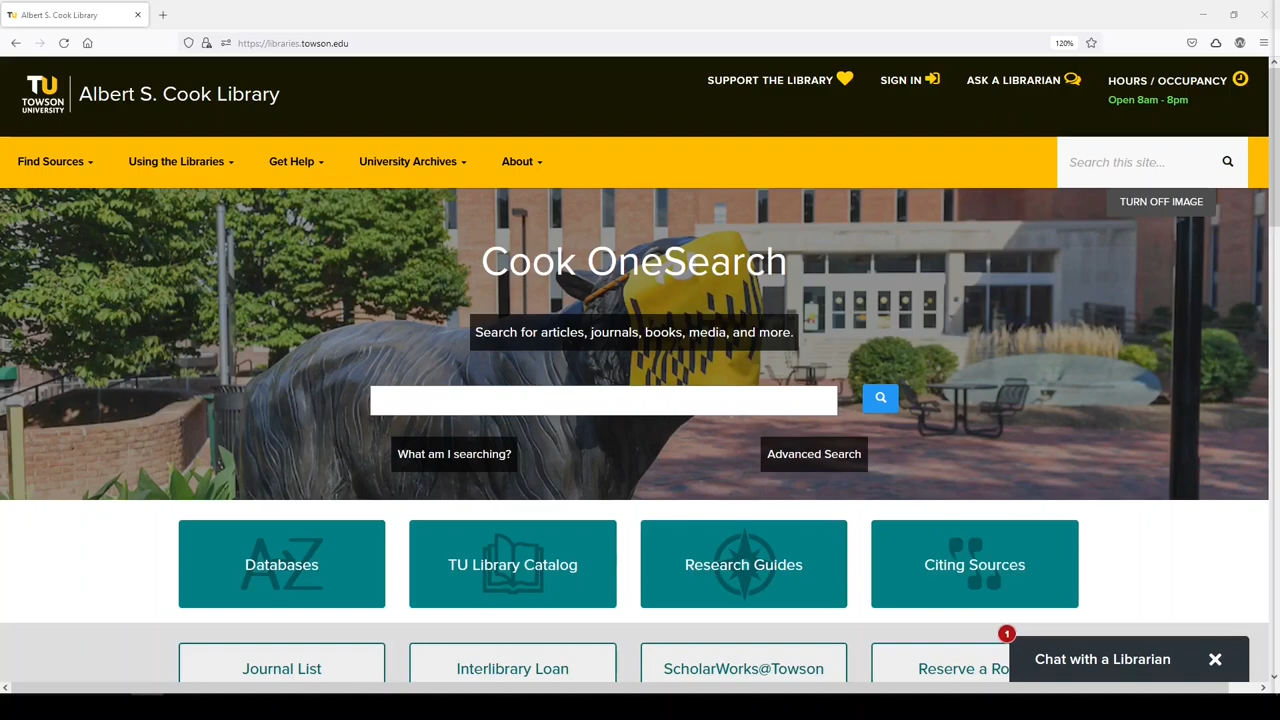 TU Albert S. Cook Library
https://libraries.towson.edu
120%
TU
TOWSON
UNIVERSITY
Albert S. Cook Library
SUPPORT THE LIBRARY
SIGN IN
ASK A LIBRARIAN
HOURS / OCCUPANCY
Open 8am - 8pm
Find Sources
Using the Libraries
Get Help
University Archives
About
Search this site...
TURN OFF IMAGE
Cook OneSearch
Search for articles, journals, books, media, and more.
What am I searching?
Advanced Search
AZ
Databases
TU Library Catalog
Research Guides
Citing Sources
Journal List
Interlibrary Loan
ScholarWorks@Towson
Reserve a Ro
1
Chat with a Librarian